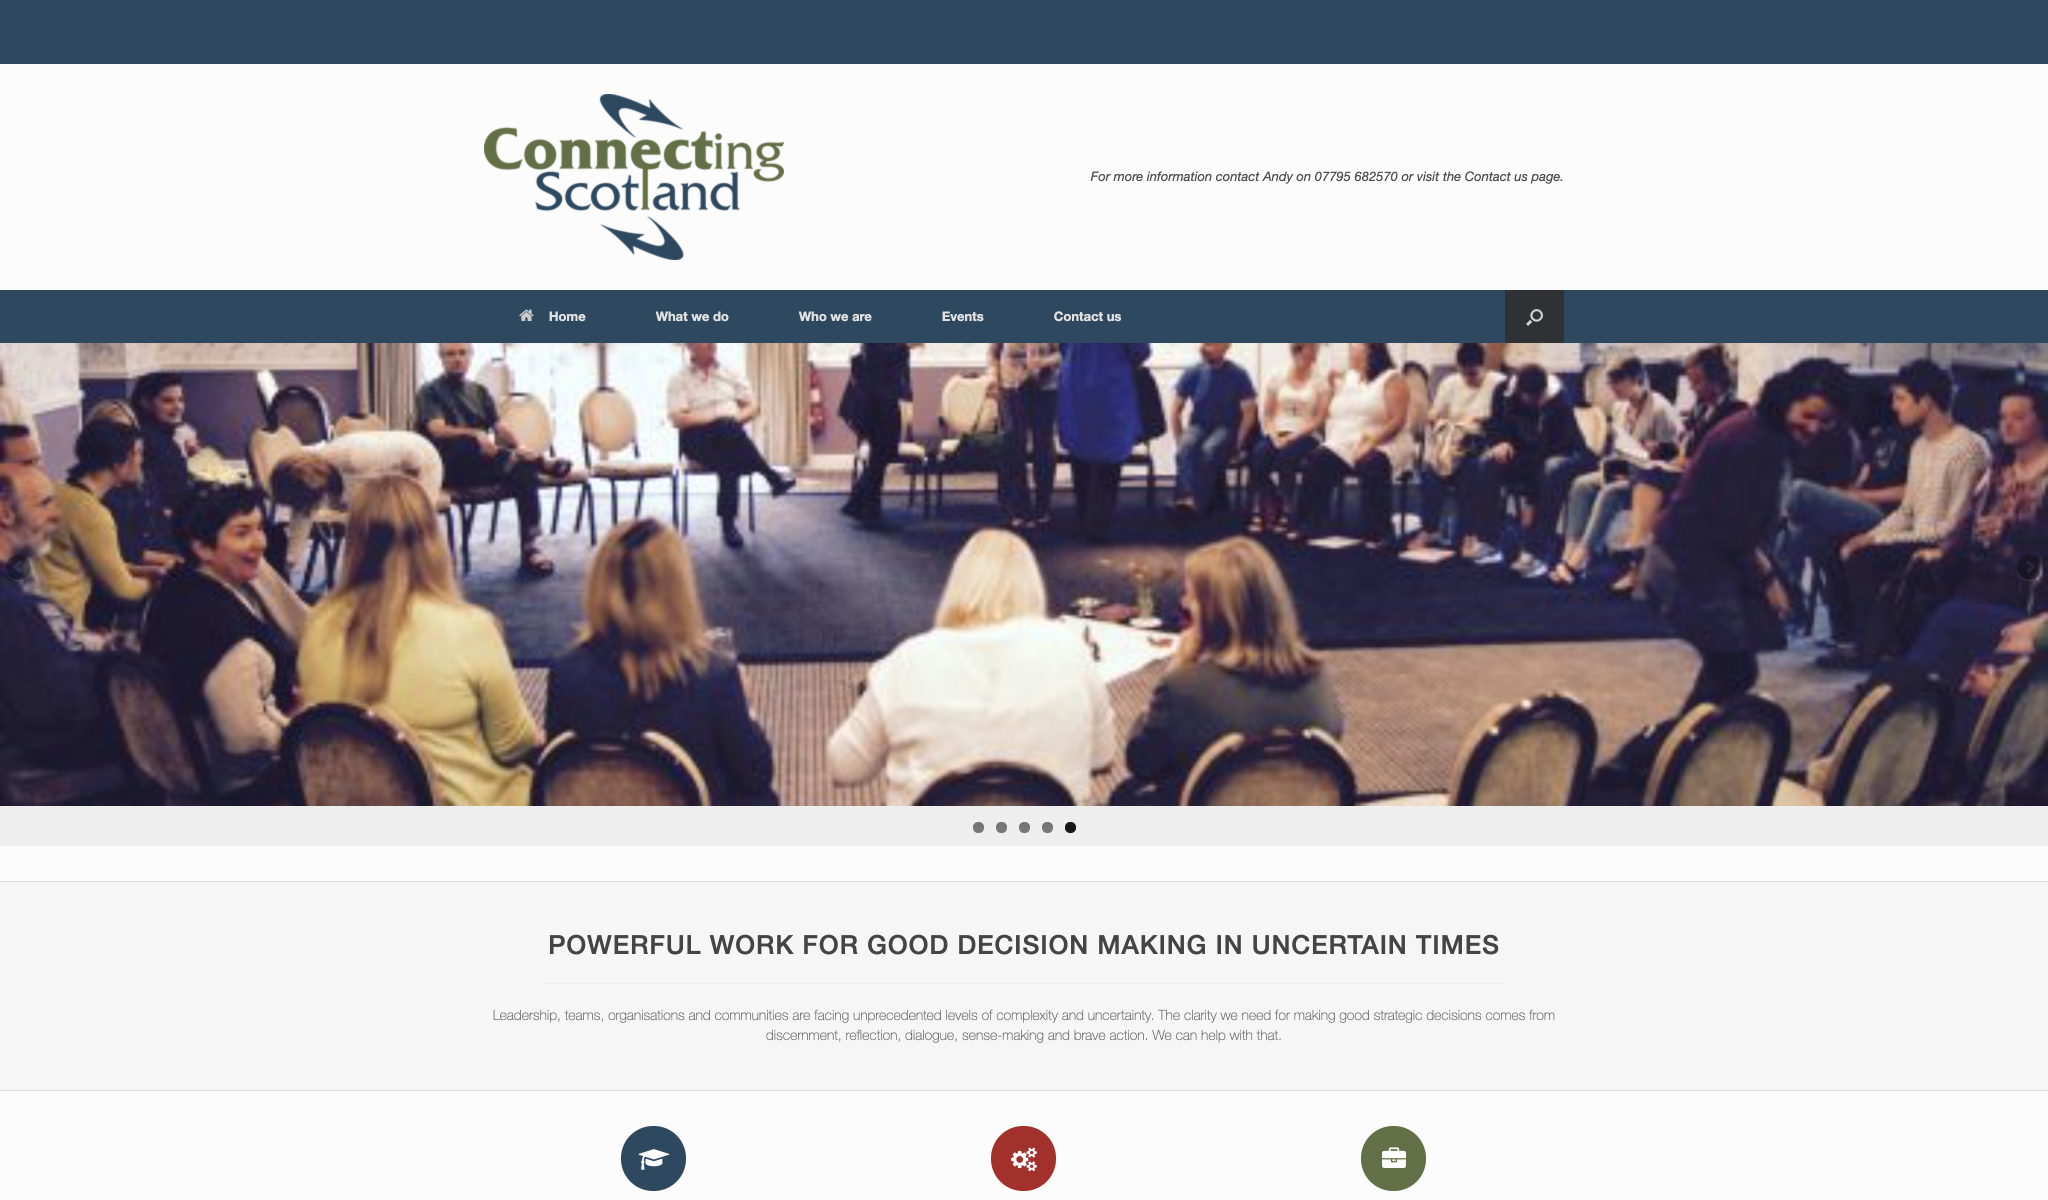 Connecting
Scotland
For more information contact Andy on 07795 682570 or visit the Contact us page.
Home
What we do
Who we are
Events
Contact us
POWERFUL WORK FOR GOOD DECISION MAKING IN UNCERTAIN TIMES
Leadership, teams, organisations and communities are facing unprecedented levels of complexity and uncertainty. The clarity we need for making good strategic decisions comes from
discernment, reflection, dialogue, sense-making and brave action. We can help with that.